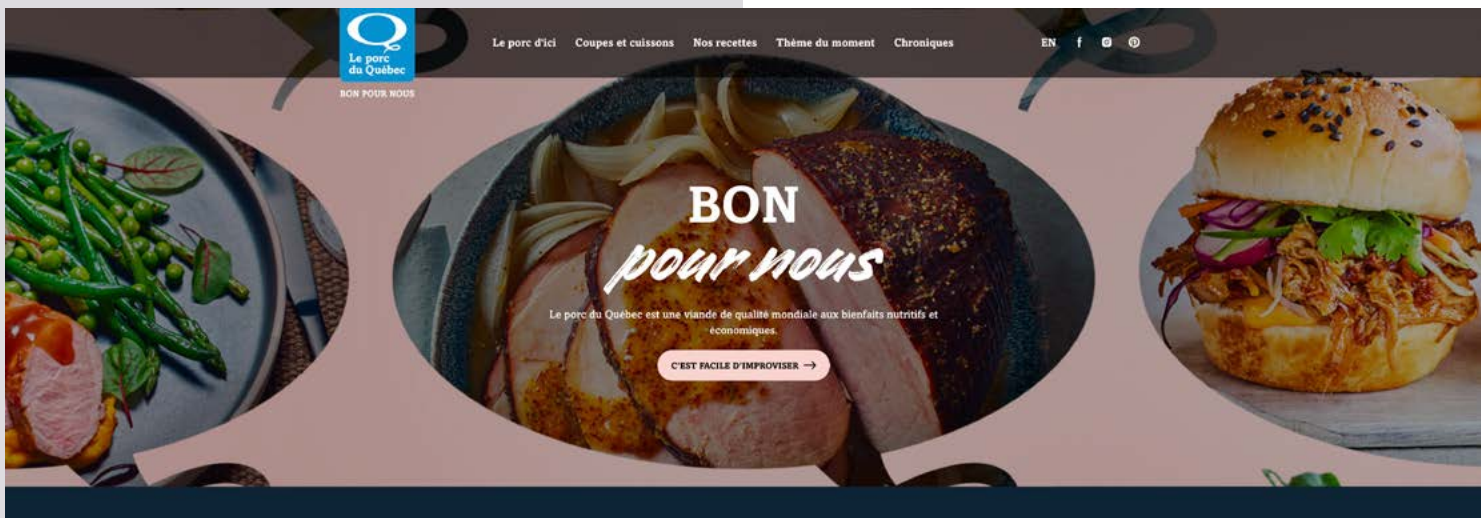 Le porc
du Québec
BON POUR NOUS
Le porc d'ici Coupes et cuissons Nos recettes Thème du moment Chroniques EN
BON
pour nous
Le porc du Québec est une viande de qualité mondiale aux bienfaits nutritifs et
économiques.
C'EST FACILE D'IMPROVISER →